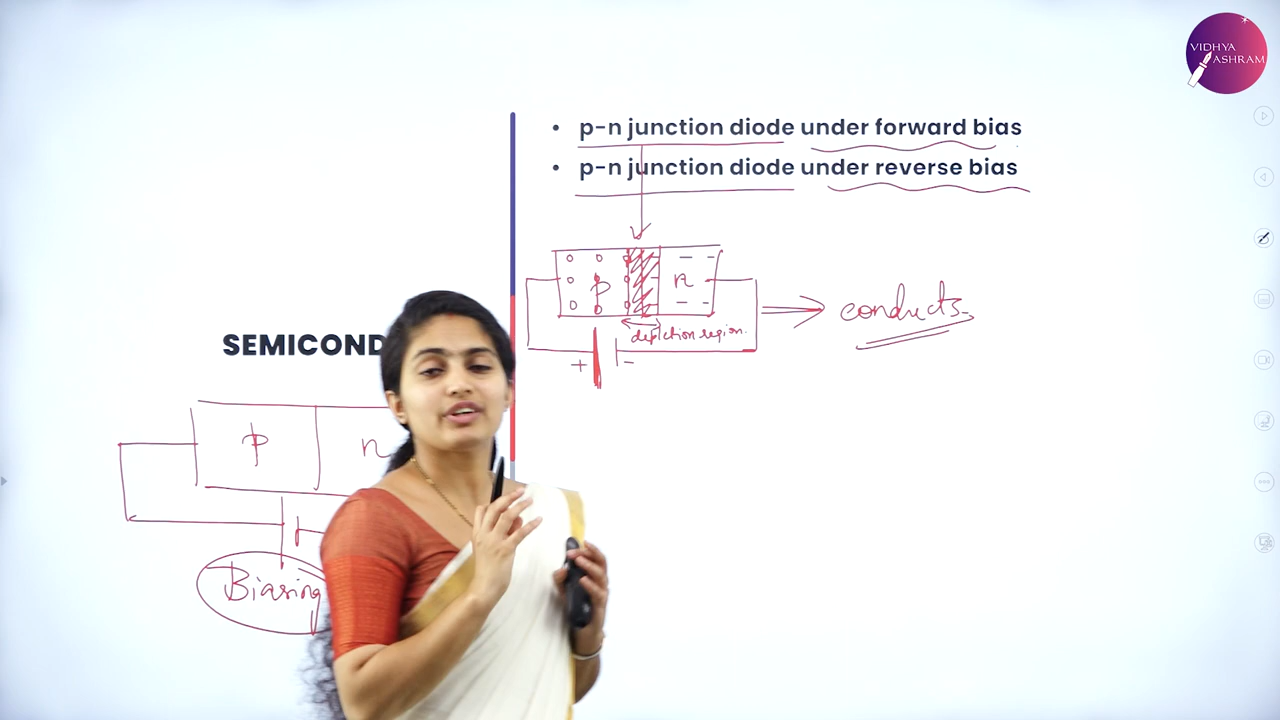 VIDHYA
ASHRAM
• p-n junction diode under forward bias
• p-n junction diode under reverse bias
p n
conducts
depletion region.
+ -
SEMICOND
p n
Biasing